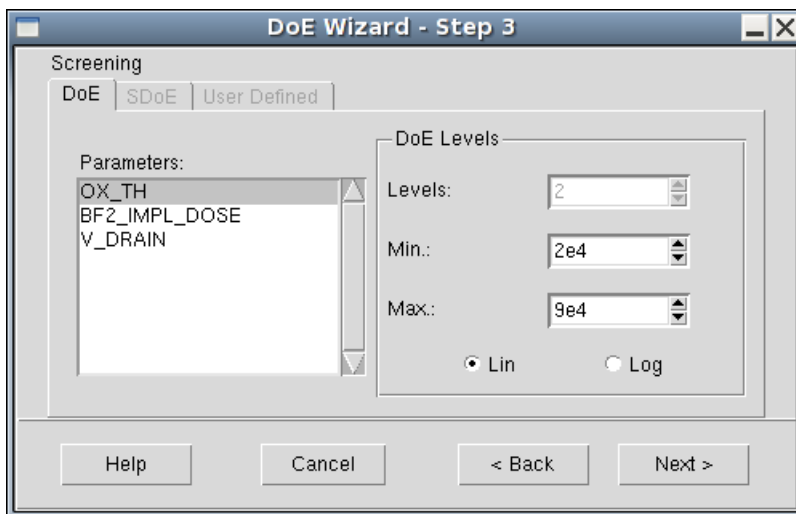 DoE Wizard - Step 3
Screening
DoE SDoE User Defined
Parameters:
OX_TH
BF2_IMPL_DOSE
V_DRAIN
DoE Levels
Levels: 2
Min.: 2e4
Max.: 9e4
Lin Log
Help Cancel < Back Next >